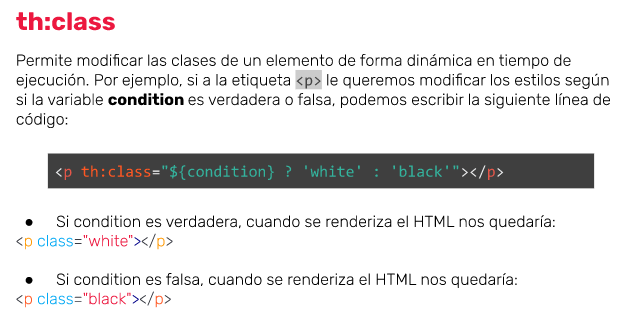 th:class
Permite modificar las clases de un elemento de forma dinámica en tiempo de
ejecución. Por ejemplo, si a la etiqueta <p> le queremos modificar los estilos según
si la variable condition es verdadera o falsa, podemos escribir la siguiente línea de
código:
<p th:class="${condition} ? 'white' : 'black'"></p>
● Si condition es verdadera, cuando se renderiza el HTML nos quedaría:
<p class="white"></p>
● Si condition es falsa, cuando se renderiza el HTML nos quedaría:
<p class="black"></p>